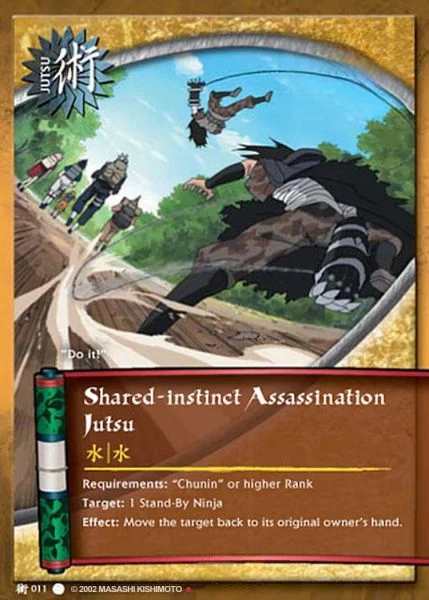 JUTSU 術
"Do it!"
Shared-instinct Assassination
Jutsu
水|水
Requirements: "Chunin" or higher Rank
Target: 1 Stand-By Ninja
Effect: Move the target back to its original owner's hand.
術 011 © 2002 MASASHI KISHIMOTO